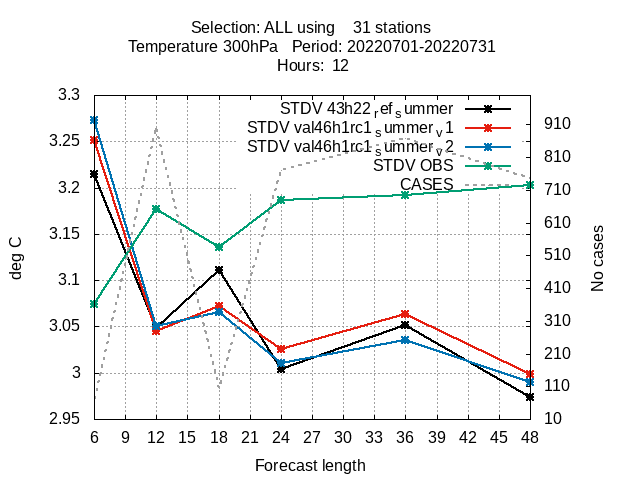 Selection: ALL using 31 stations
Temperature 300hPa Period: 20220701-20220731
Hours: 12
STDV 43h22refsummer
STDV val46h1rc1summerv1
STDV val46h1rc1summerv2
STDV OBS
CASES
3.3
3.25
3.2
3.15
3.1
3.05
3
2.95
910
810
710
610
510
410
310
210
110
10
deg C
No cases
6 9 12 15 18 21 24 27 30 33 36 39 42 45 48
Forecast length